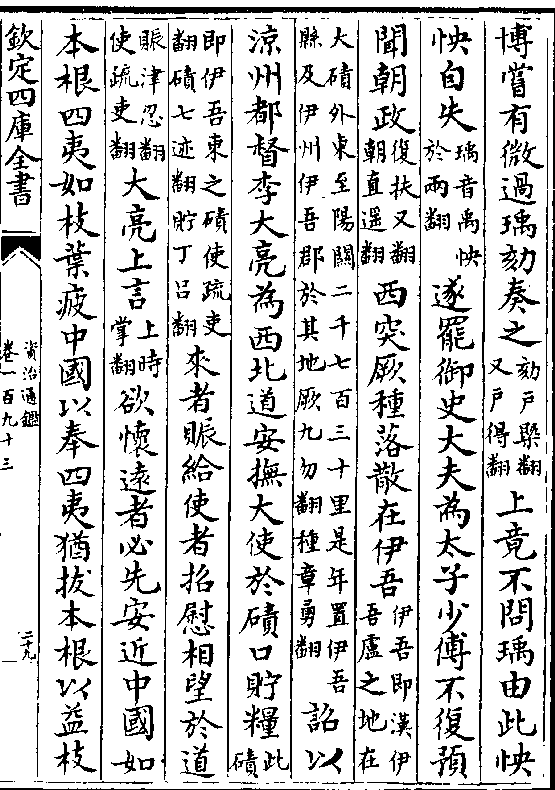 博嘗有微過瑀劾奏之劾戶槩翻又戶得翻上竟不問瑀由此怏
怏自失瑀音禹怏於兩翻遂罷御史大夫為太子少傅不復預
聞朝政復扶又翻朝直遥翻西突厥種落散在伊吾伊吾即漢伊吾盧之地在
大磧外東至陽關二千七百三十里是年置伊吾縣及伊州伊吾郡於其地厥九勿翻種章勇翻詔以
涼州都督李大亮為西北道安撫大使於磧口貯糧此磧
即伊吾東之磧使疏吏翻磧七迹翻貯丁呂翻來者賑給使者招慰相望於道
賑津忍翻使疏吏翻大亮上言上時掌翻欲懷遠者必先安近中國如
本根四夷如枝葉疲中國以奉四夷猶拔本根以益枝
欽定四庫全書
資治通鑑
卷一百九十三